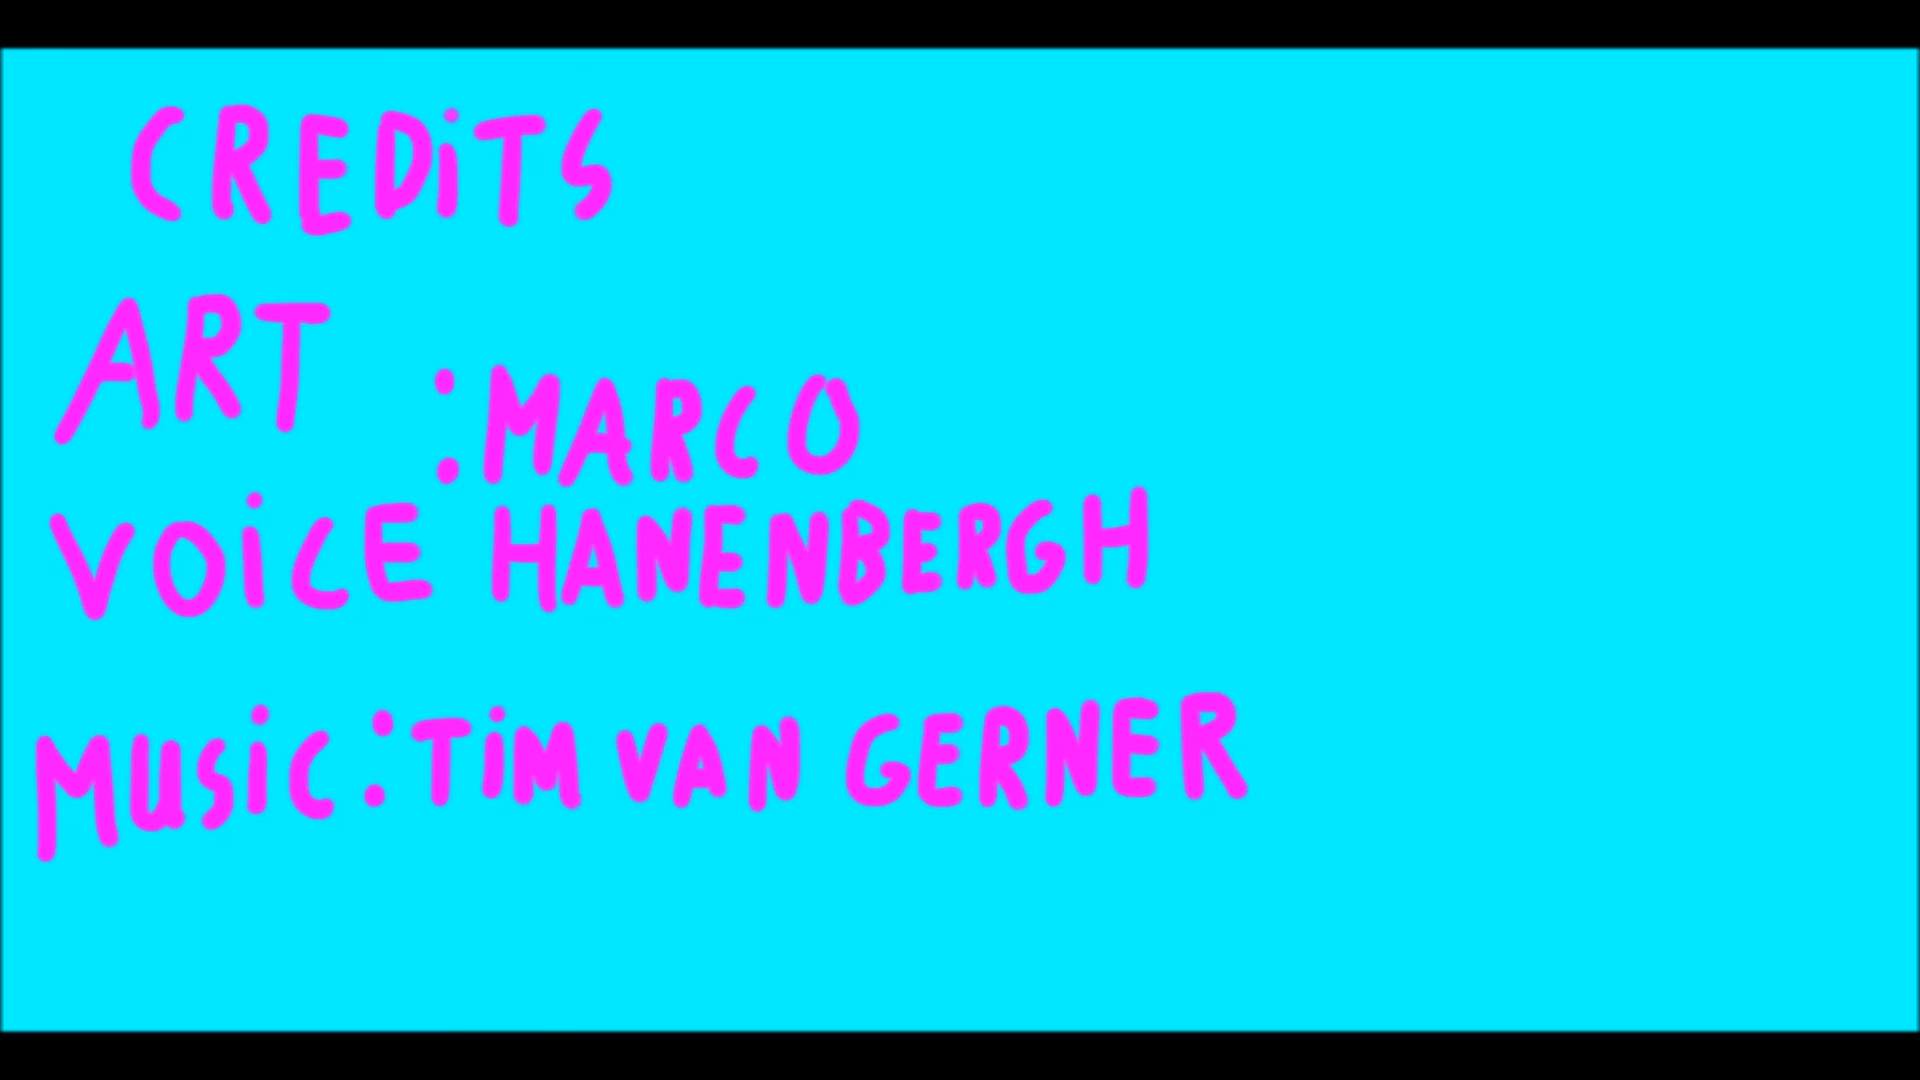 CREDiTS
ART
:MARCO
VOiCE HANENBERGH
MUSiC:TiM VAN GERNER